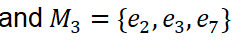 and M₃ = {e₂, e₃, e₇}